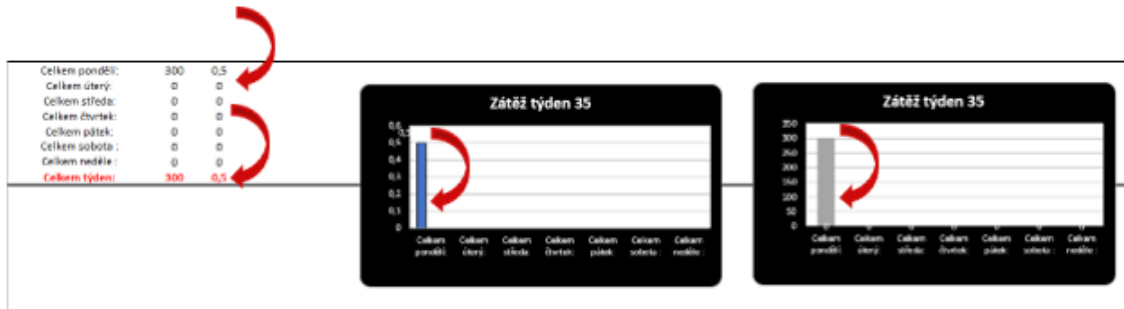 Celkem pondělí: 300 0,5
Celkem úterý: 0 0
Celkem středa: 0 0
Celkem čtvrtek: 0 0
Celkem pátek: 0 0
Celkem sobota : 0 0
Celkem neděle : 0 0
Celkem týden: 300 0,5
Zátěž týden 35
0,6
0,5
0,4
0,3
0,2
0,1
0
Celkem pondělí:
Celkem úterý:
Celkem středa:
Celkem čtvrtek:
Celkem pátek:
Celkem sobota :
Celkem neděle :
Zátěž týden 35
350
300
250
200
150
100
50
0
Celkem pondělí:
Celkem úterý:
Celkem středa:
Celkem čtvrtek:
Celkem pátek:
Celkem sobota :
Celkem neděle :